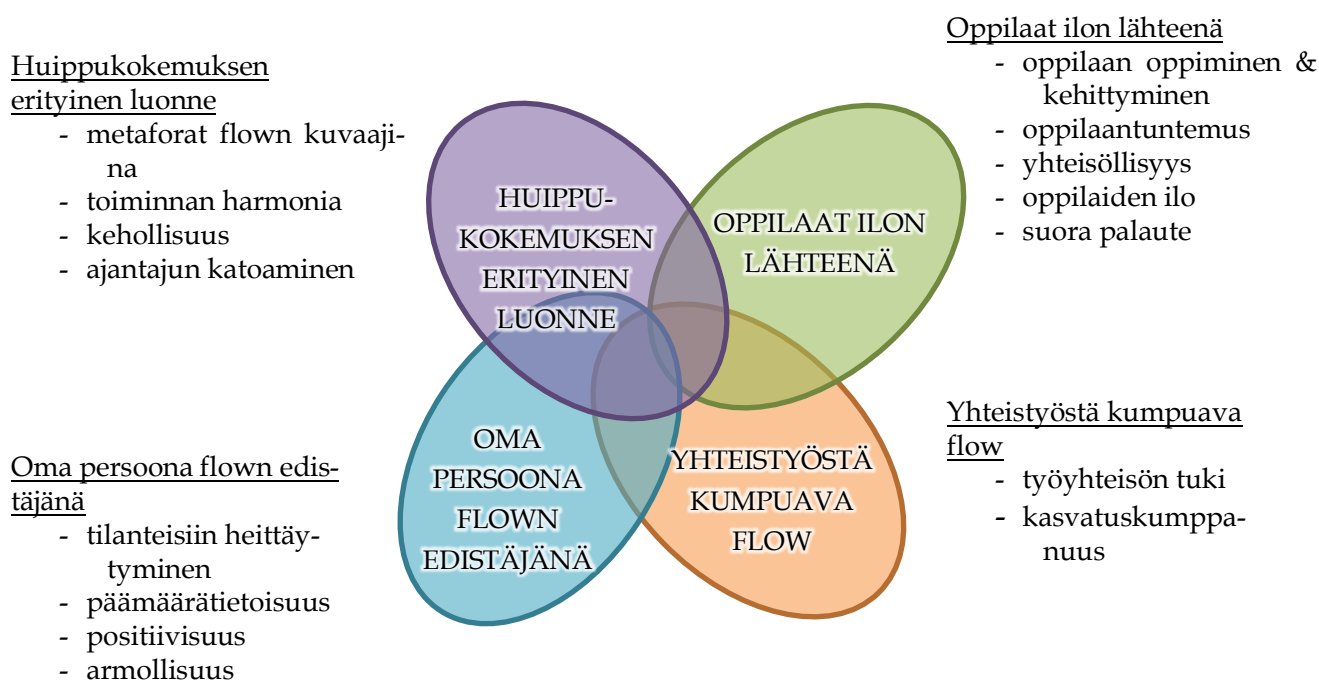 Huippukokemuksen
erityinen luonne
- metaforat flown kuvaaji-
na
- toiminnan harmonia
- kehollisuus
- ajantajun katoaminen
Oppilaat ilon lähteenä
- oppilaan oppiminen &
kehittyminen
- oppilaantuntemus
- yhteisöllisyys
- oppilaiden ilo
- suora palaute
HUIPPU-
KOKEMUKSEN
ERITYINEN
LUONNE
OPPILAAT ILON
LÄHTEENÄ
OMA
PERSOONA
FLOWN
EDISTÄJÄNÄ
YHTEISTYÖSTÄ
KUMPUAVA
FLOW
Oma persoona flown edis-
täjänä
- tilanteisiin heittäy-
tyminen
- päämäärätietoisuus
- positiivisuus
- armollisuus
Yhteistyöstä kumpuava
flow
- työyhteisön tuki
- kasvatuskumppa-
nuus